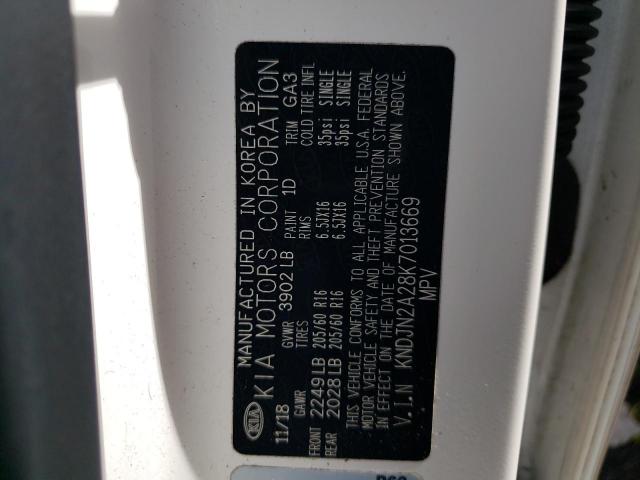 KIA
MANUFACTURED IN KOREA BY
KIA MOTORS CORPORATION
11/18 GVWR 3902 LB PAINT 1D TRIM GA3
GAWR TIRES RIMS COLD TIRE INFL
FRONT 2249LB 205/60 R16 6.5JX16 35psi SINGLE
REAR 2028LB 205/60 R16 6.5JX16 35psi SINGLE
THIS VEHICLE CONFORMS TO ALL APPLICABLE U.S.A. FEDERAL
MOTOR VEHICLE SAFETY AND THEFT PREVENTION STANDARDS
IN EFFECT ON THE DATE OF MANUFACTURE SHOWN ABOVE.
V.I.N KNDJN2A28K7013669
MPV